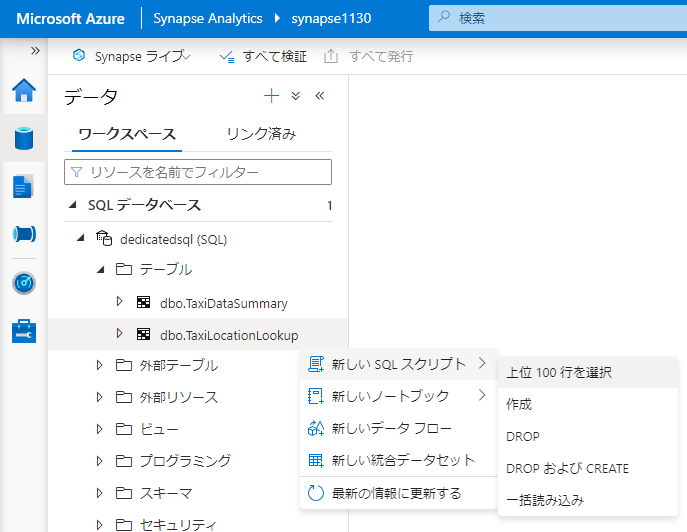 Microsoft Azure
Synapse Analytics
synapse1130
検索
Synapse ライブ
すべて検証
すべて発行
データ
ワークスペース
リンク済み
リソースを名前でフィルター
SQL データベース
1
dedicatedsql (SQL)
テーブル
dbo.TaxiDataSummary
dbo.TaxiLocationLookup
外部テーブル
外部リソース
ビュー
プログラミング
スキーマ
セキュリティ
新しい SQL スクリプト
新しいノートブック
新しいデータ フロー
新しい統合データセット
最新の情報に更新する
上位 100 行を選択
作成
DROP
DROP および CREATE
一括読み込み